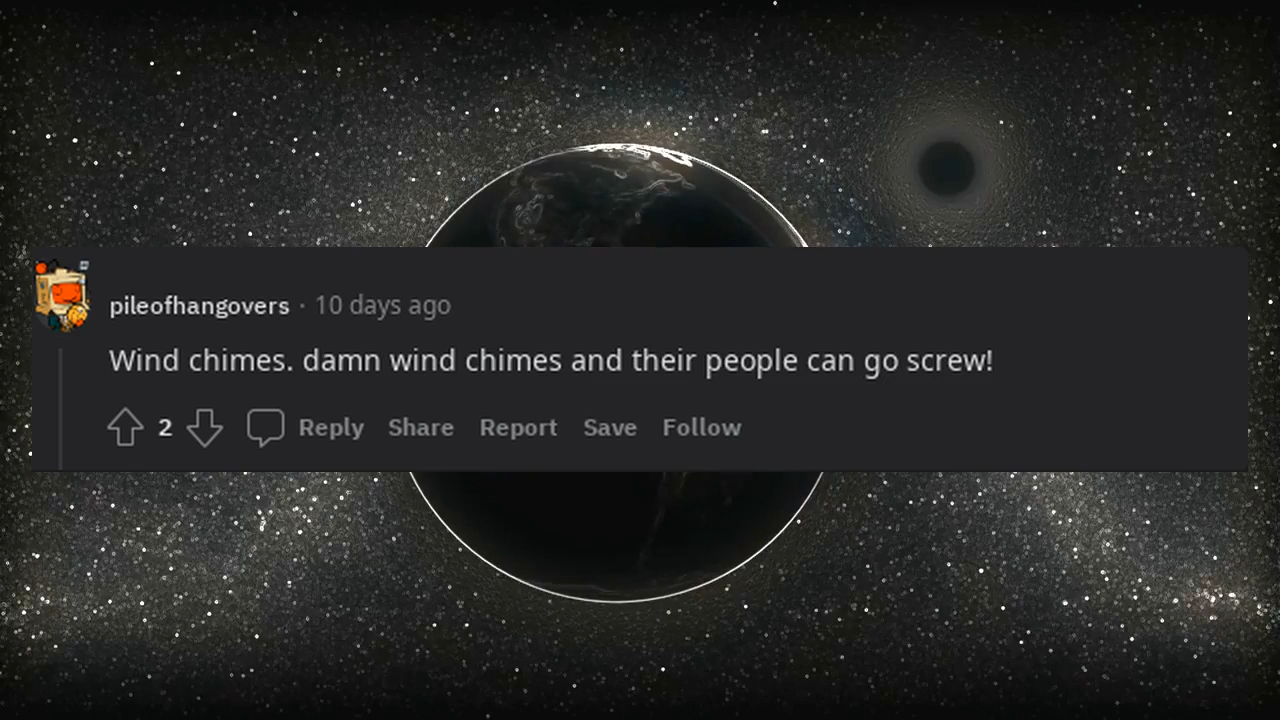 pileofhangovers · 10 days ago
Wind chimes. damn wind chimes and their people can go screw!
2 Reply Share Report Save Follow